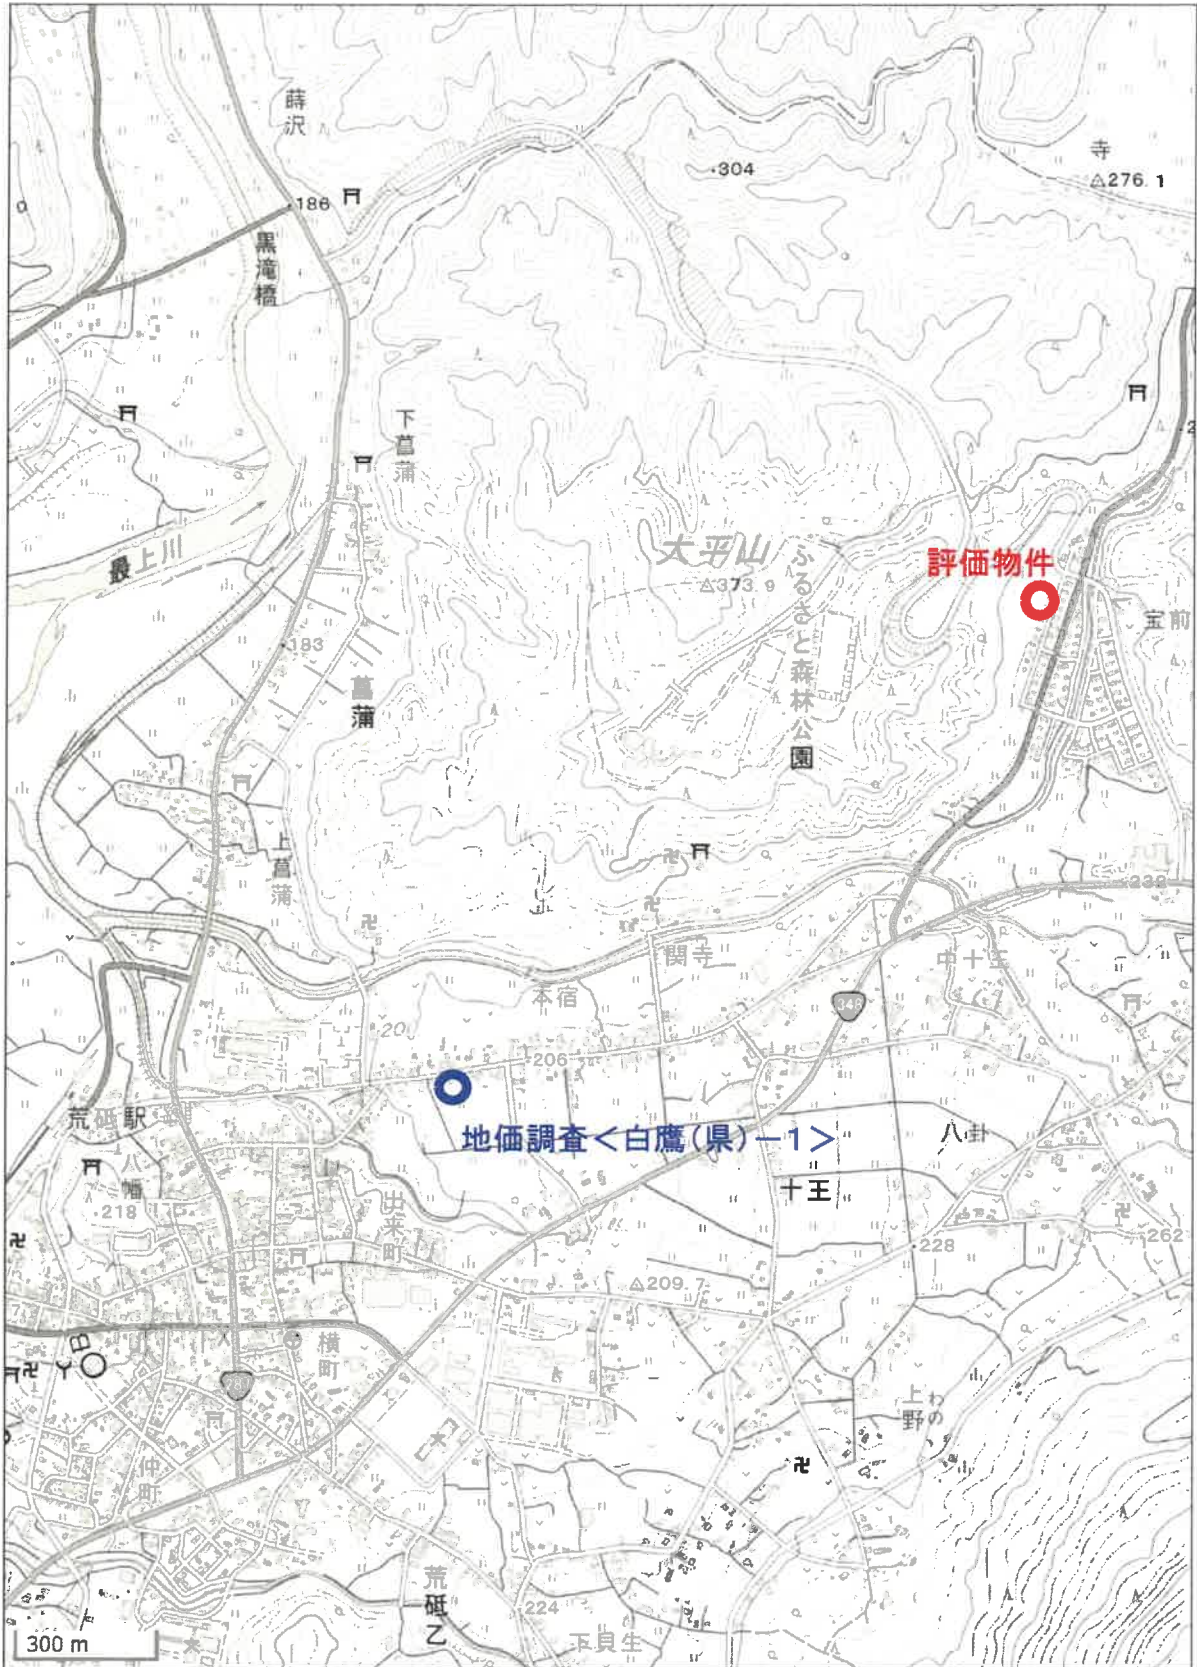 蒔沢
・304
寺
△276.1
・186
黒滝橋
下菖蒲
最上川
大平山
△373.9
ふるさと森林公園
評価物件
宝前
・183
菖蒲
上菖蒲
・232
関寺
中十王
本宿
348
・206
荒砥駅
地価調査＜白鷹(県)－1＞
八卦
八幡
十王
出来町
・218
・228
262
△209.7
横町
上野
わの
仲町
荒砥乙
224
下貝生
300 m